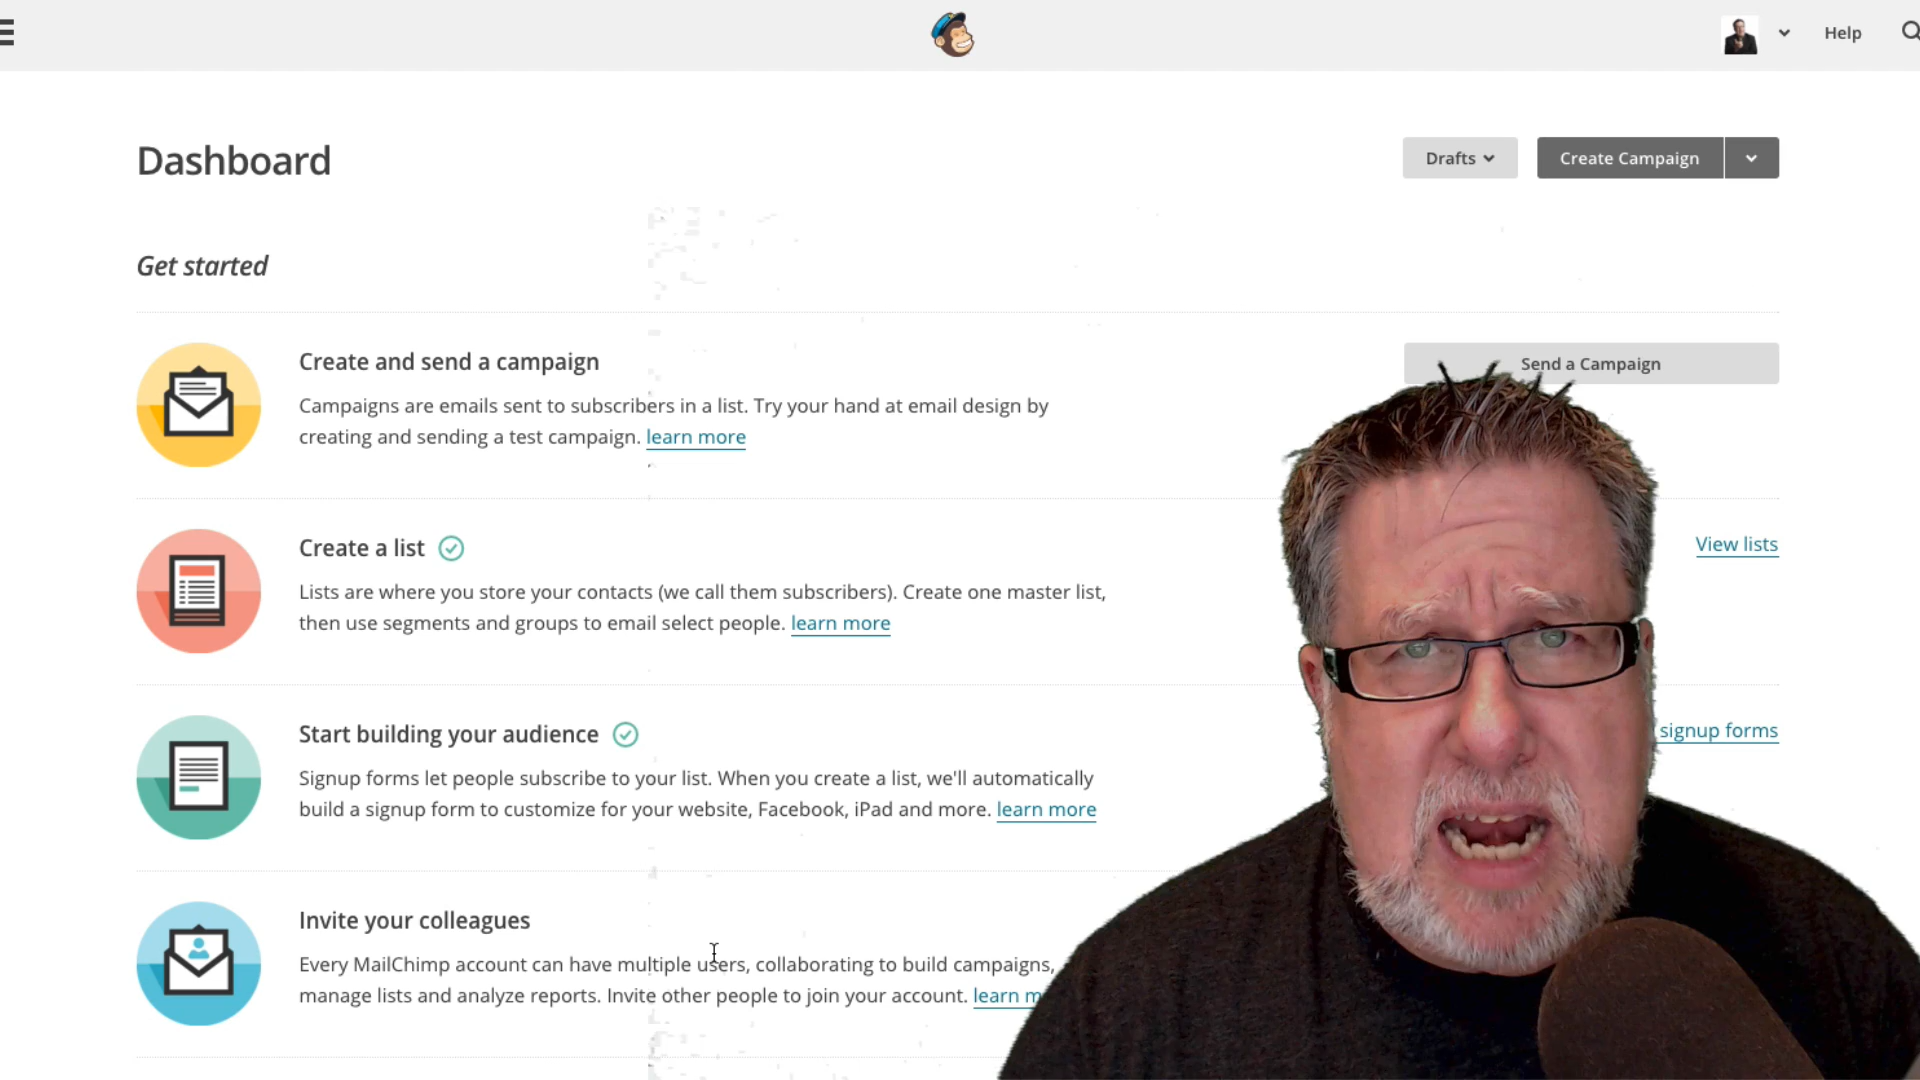 Help
Dashboard
Drafts
Create Campaign
Get started
Create and send a campaign
Send a Campaign
Campaigns are emails sent to subscribers in a list. Try your hand at email design by
creating and sending a test campaign. learn more
Create a list
View lists
Lists are where you store your contacts (we call them subscribers). Create one master list,
then use segments and groups to email select people. learn more
Start building your audience
signup forms
Signup forms let people subscribe to your list. When you create a list, we'll automatically
build a signup form to customize for your website, Facebook, iPad and more. learn more
Invite your colleagues
Every MailChimp account can have multiple users, collaborating to build campaigns,
manage lists and analyze reports. Invite other people to join your account. learn